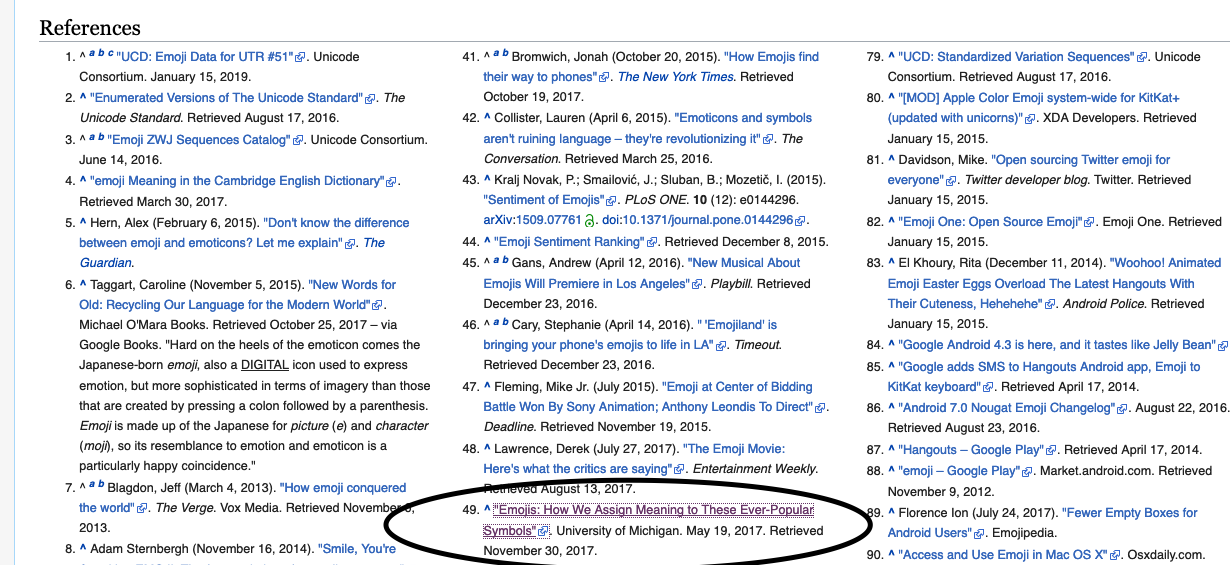 References
1. ^ a b c "UCD: Emoji Data for UTR #51". Unicode
Consortium. January 15, 2019.
2. ^ "Enumerated Versions of The Unicode Standard". The
Unicode Standard. Retrieved August 17, 2016.
3. ^ a b "Emoji ZWJ Sequences Catalog". Unicode Consortium.
June 14, 2016.
4. ^ "emoji Meaning in the Cambridge English Dictionary".
Retrieved March 30, 2017.
5. ^ Hern, Alex (February 6, 2015). "Don't know the difference
between emoji and emoticons? Let me explain". The
Guardian.
6. ^ Taggart, Caroline (November 5, 2015). "New Words for
Old: Recycling Our Language for the Modern World".
Michael O'Mara Books. Retrieved October 25, 2017 – via
Google Books. "Hard on the heels of the emoticon comes the
Japanese-born emoji, also a DIGITAL icon used to express
emotion, but more sophisticated in terms of imagery than those
that are created by pressing a colon followed by a parenthesis.
Emoji is made up of the Japanese for picture (e) and character
(moji), so its resemblance to emotion and emoticon is a
particularly happy coincidence."
7. ^ a b Blagdon, Jeff (March 4, 2013). "How emoji conquered
the world". The Verge. Vox Media. Retrieved November 6,
2013.
8. ^ Adam Sternbergh (November 16, 2014). "Smile, You're
41. ^ a b Bromwich, Jonah (October 20, 2015). "How Emojis find
their way to phones". The New York Times. Retrieved
October 19, 2017.
42. ^ Collister, Lauren (April 6, 2015). "Emoticons and symbols
aren't ruining language – they're revolutionizing it". The
Conversation. Retrieved March 25, 2016.
43. ^ Kralj Novak, P.; Smailović, J.; Sluban, B.; Mozetič, I. (2015).
"Sentiment of Emojis". PLoS ONE. 10 (12): e0144296.
arXiv:1509.07761. doi:10.1371/journal.pone.0144296.
44. ^ "Emoji Sentiment Ranking". Retrieved December 8, 2015.
45. ^ a b Gans, Andrew (April 12, 2016). "New Musical About
Emojis Will Premiere in Los Angeles". Playbill. Retrieved
December 23, 2016.
46. ^ a b Cary, Stephanie (April 14, 2016). " 'Emojiland' is
bringing your phone's emojis to life in LA". Timeout.
Retrieved December 23, 2016.
47. ^ Fleming, Mike Jr. (July 2015). "Emoji at Center of Bidding
Battle Won By Sony Animation; Anthony Leondis To Direct".
Deadline. Retrieved November 19, 2015.
48. ^ Lawrence, Derek (July 27, 2017). "The Emoji Movie:
Here's what the critics are saying". Entertainment Weekly.
Retrieved August 13, 2017.
49. ^ "Emojis: How We Assign Meaning to These Ever-Popular
Symbols". University of Michigan. May 19, 2017. Retrieved
November 30, 2017.
79. ^ "UCD: Standardized Variation Sequences". Unicode
Consortium. Retrieved August 17, 2016.
80. ^ "[MOD] Apple Color Emoji system-wide for KitKat+
(updated with unicorns)". XDA Developers. Retrieved
January 15, 2015.
81. ^ Davidson, Mike. "Open sourcing Twitter emoji for
everyone". Twitter developer blog. Twitter. Retrieved
January 15, 2015.
82. ^ "Emoji One: Open Source Emoji". Emoji One. Retrieved
January 15, 2015.
83. ^ El Khoury, Rita (December 11, 2014). "Woohoo! Animated
Emoji Easter Eggs Overload The Latest Hangouts With
Their Cuteness, Hehehehe". Android Police. Retrieved
January 15, 2015.
84. ^ "Google Android 4.3 is here, and it tastes like Jelly Bean"
85. ^ "Google adds SMS to Hangouts Android app, Emoji to
KitKat keyboard". Retrieved April 17, 2014.
86. ^ "Android 7.0 Nougat Emoji Changelog". August 22, 2016.
Retrieved August 23, 2016.
87. ^ "Hangouts – Google Play". Retrieved April 17, 2014.
88. ^ "emoji – Google Play". Market.android.com. Retrieved
November 9, 2012.
89. ^ Florence Ion (July 24, 2017). "Fewer Empty Boxes for
Android Users". Emojipedia.
90. ^ "Access and Use Emoji in Mac OS X". Osxdaily.com.